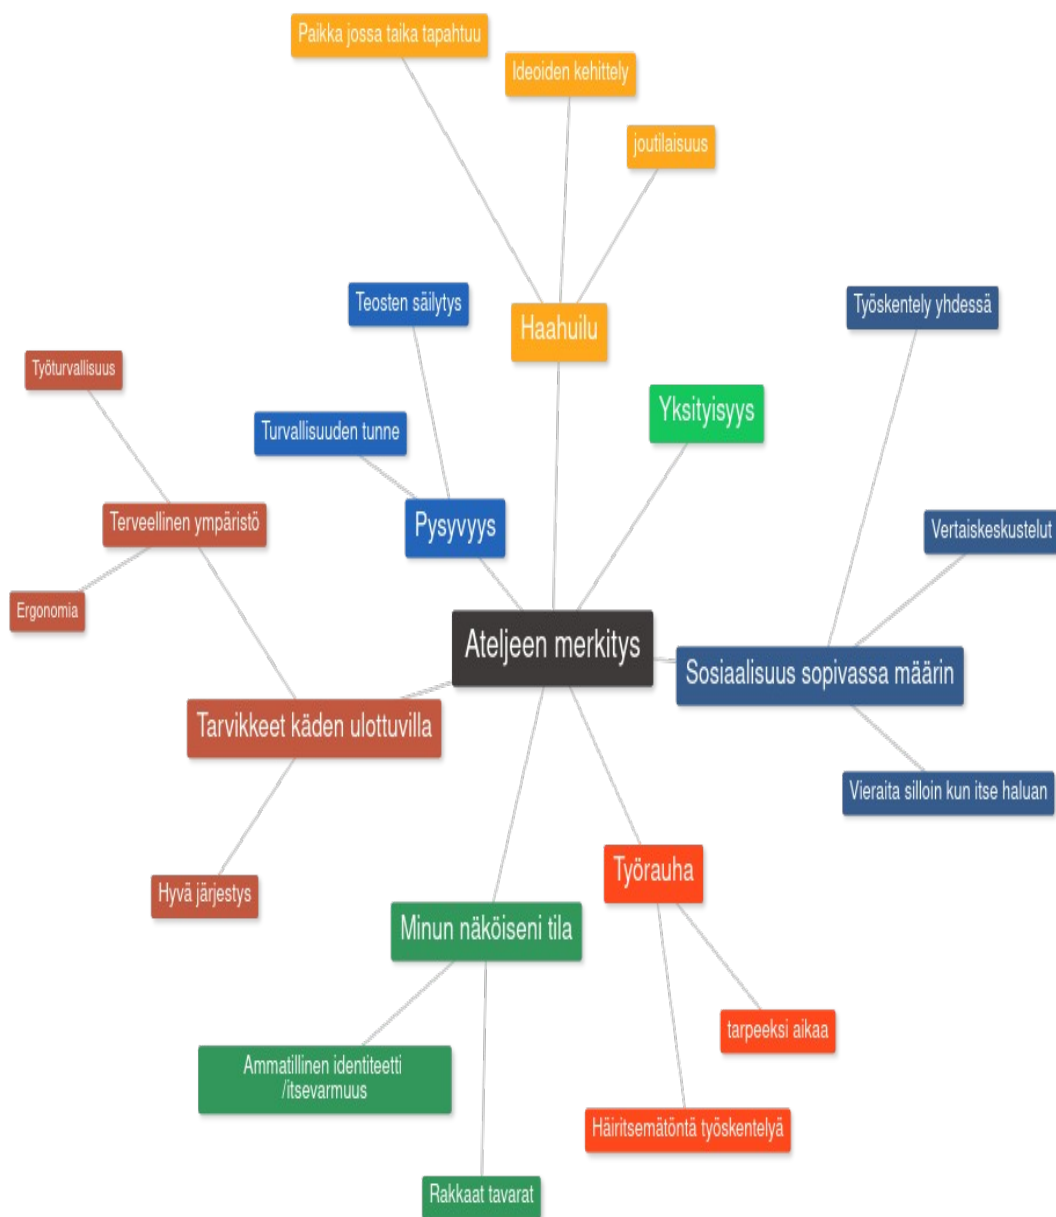 Paikka jossa taika tapahtuu
Ideoiden kehittely
joutilaisuus
Haahuilu
Teosten säilytys
Turvallisuuden tunne
Pysyvyys
Yksityisyys
Työskentely yhdessä
Vertaiskeskustelut
Sosiaalisuus sopivassa määrin
Vieraita silloin kun itse haluan
Työturvallisuus
Terveellinen ympäristö
Ergonomia
Ateljeen merkitys
Tarvikkeet käden ulottuvilla
Hyvä järjestys
Minun näköiseni tila
Ammatillinen identiteetti
/itsevarmuus
Rakkaat tavarat
Työrauha
tarpeeksi aikaa
Häiritsemätöntä työskentelyä